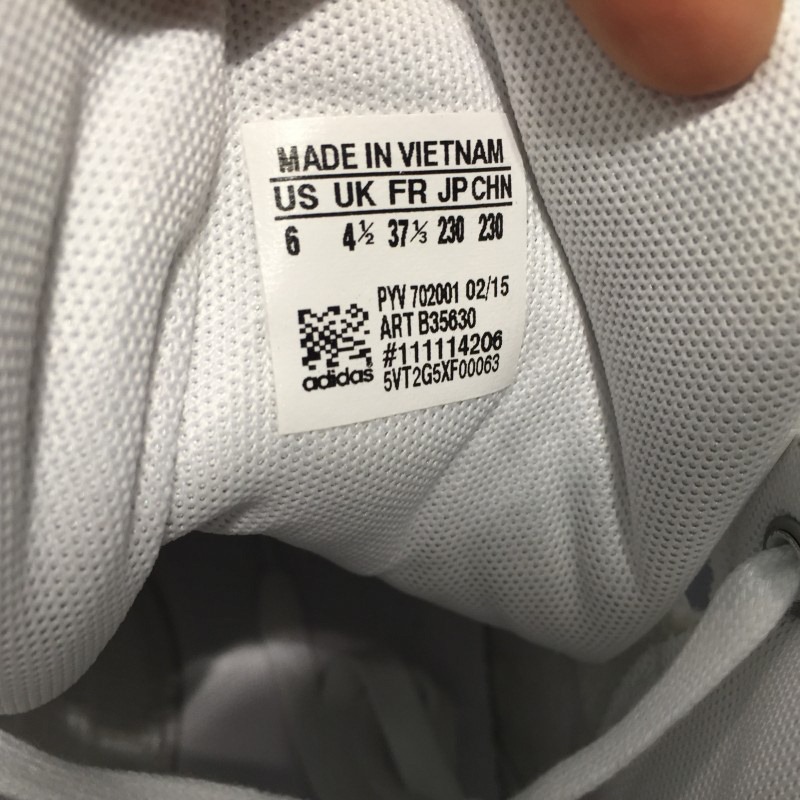 MADE IN VIETNAM
US UK FR JP CHN
6 4½ 37⅓ 230 230
PYV 702001 02/15
ART B35630
#111114206
adidas 5VT2G5XF00063